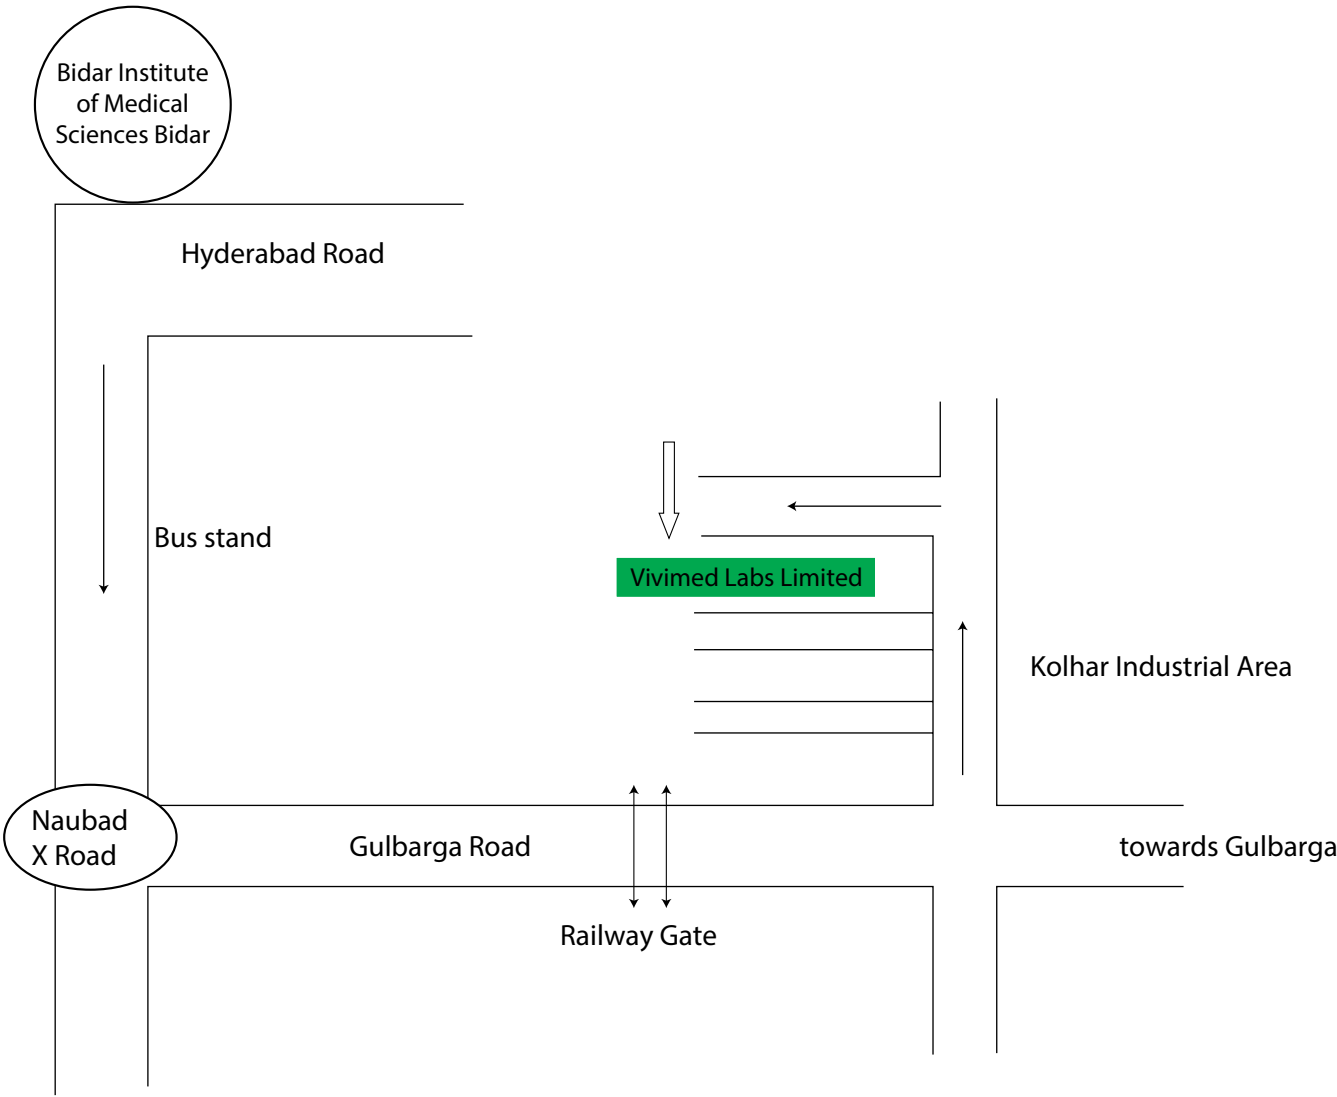 Bidar Institute
of Medical
Sciences Bidar
Hyderabad Road
Bus stand
Vivimed Labs Limited
Kolhar Industrial Area
Naubad
X Road
Gulbarga Road
towards Gulbarga
Railway Gate